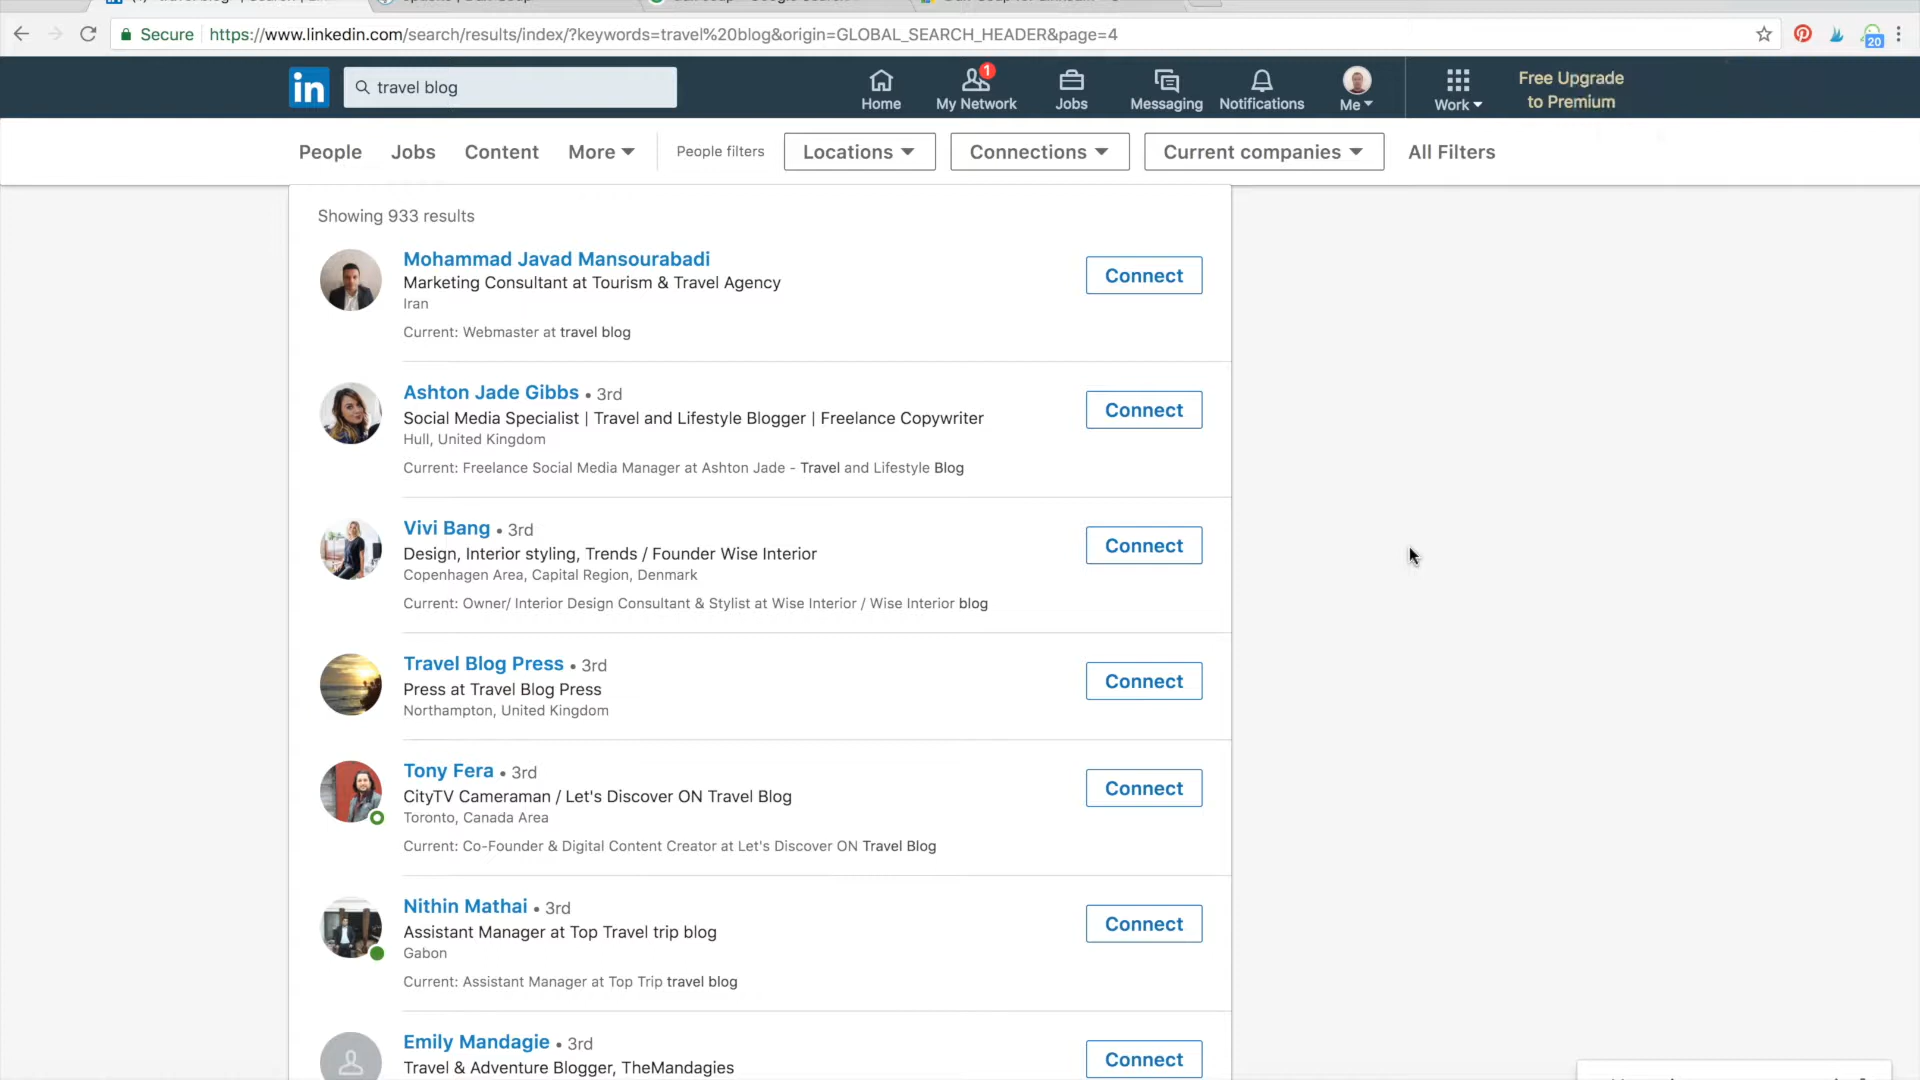 Secure https://www.linkedin.com/search/results/index/?keywords=travel%20blog&origin=GLOBAL_SEARCH_HEADER&page=4
20
in travel blog
1
Home My Network Jobs Messaging Notifications Me Work
Free Upgrade
to Premium
People Jobs Content More People filters Locations Connections Current companies All Filters
Showing 933 results
Mohammad Javad Mansourabadi
Marketing Consultant at Tourism & Travel Agency
Iran
Current: Webmaster at travel blog
Connect
Ashton Jade Gibbs • 3rd
Social Media Specialist | Travel and Lifestyle Blogger | Freelance Copywriter
Hull, United Kingdom
Current: Freelance Social Media Manager at Ashton Jade - Travel and Lifestyle Blog
Connect
Vivi Bang • 3rd
Design, Interior styling, Trends / Founder Wise Interior
Copenhagen Area, Capital Region, Denmark
Current: Owner/ Interior Design Consultant & Stylist at Wise Interior / Wise Interior blog
Connect
Travel Blog Press • 3rd
Press at Travel Blog Press
Northampton, United Kingdom
Connect
Tony Fera • 3rd
CityTV Cameraman / Let's Discover ON Travel Blog
Toronto, Canada Area
Current: Co-Founder & Digital Content Creator at Let's Discover ON Travel Blog
Connect
Nithin Mathai • 3rd
Assistant Manager at Top Travel trip blog
Gabon
Current: Assistant Manager at Top Trip travel blog
Connect
Emily Mandagie • 3rd
Travel & Adventure Blogger, TheMandagies
Connect